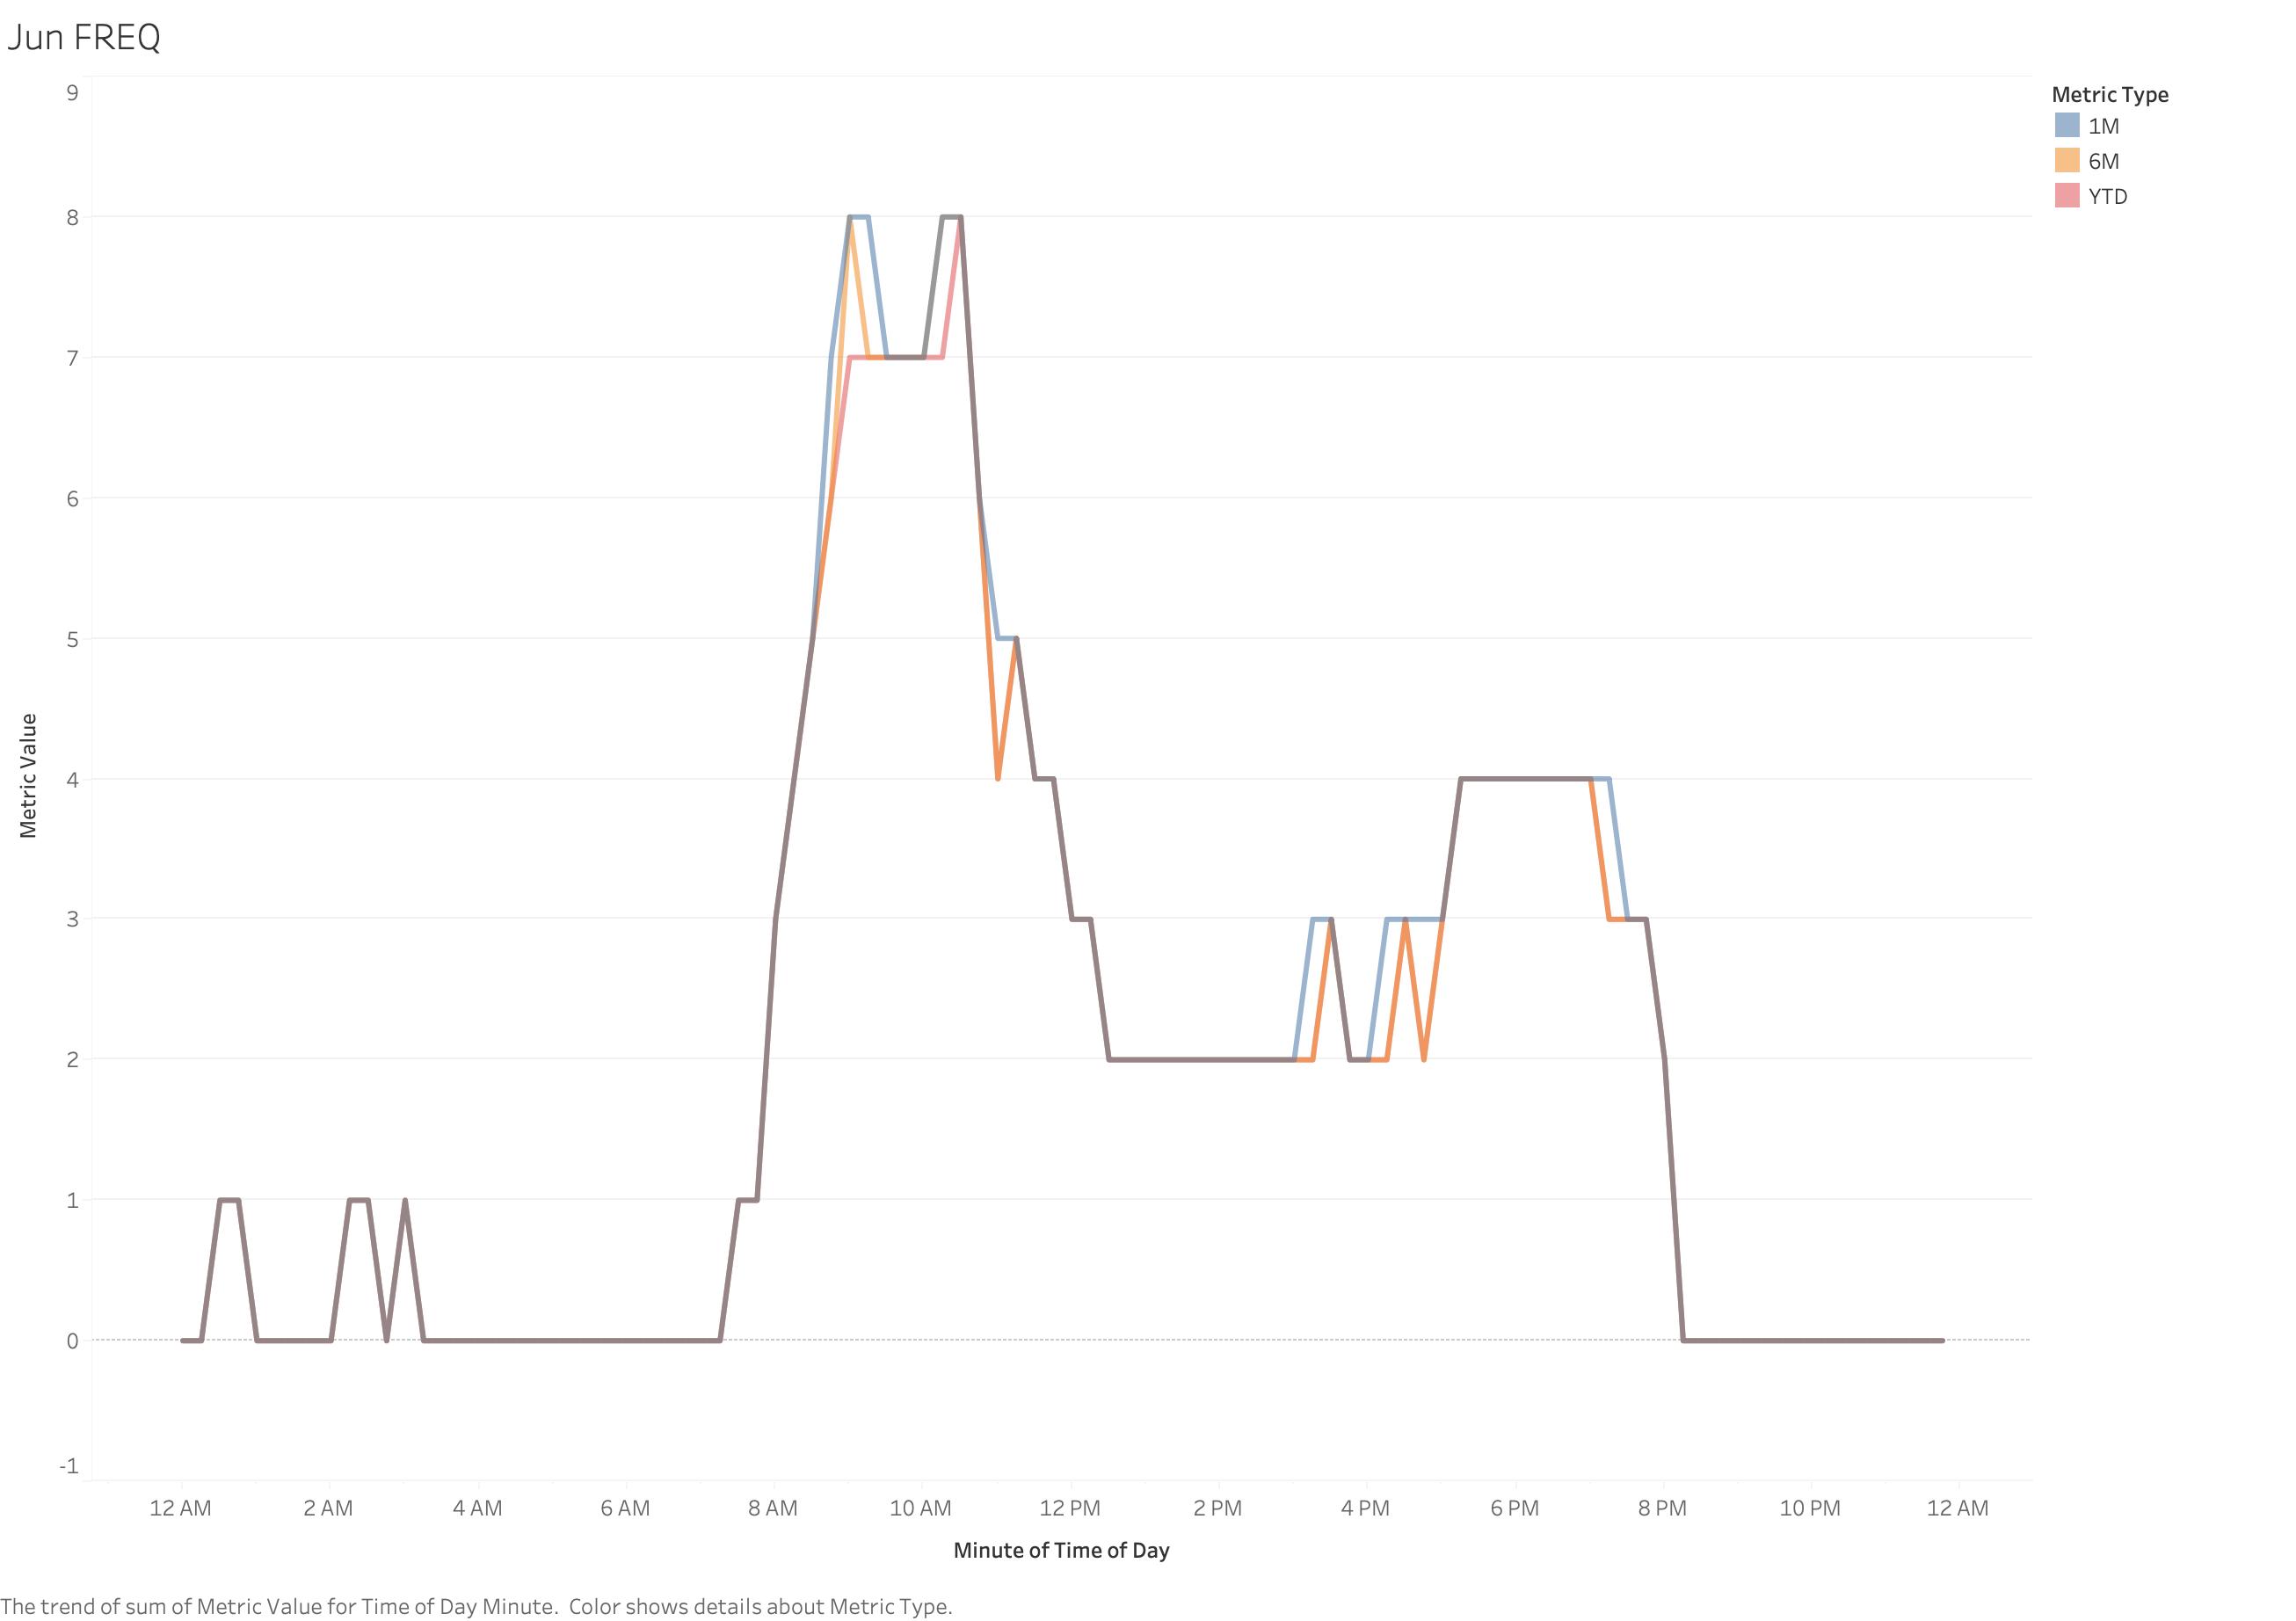 Jun FREQ
9
8
7
6
5
4
3
2
1
0
-1
Metric Value
12 AM 2 AM 4 AM 6 AM 8 AM 10 AM 12 PM 2 PM 4 PM 6 PM 8 PM 10 PM 12 AM
Minute of Time of Day
Metric Type
1M
6M
YTD
The trend of sum of Metric Value for Time of Day Minute.  Color shows details about Metric Type.